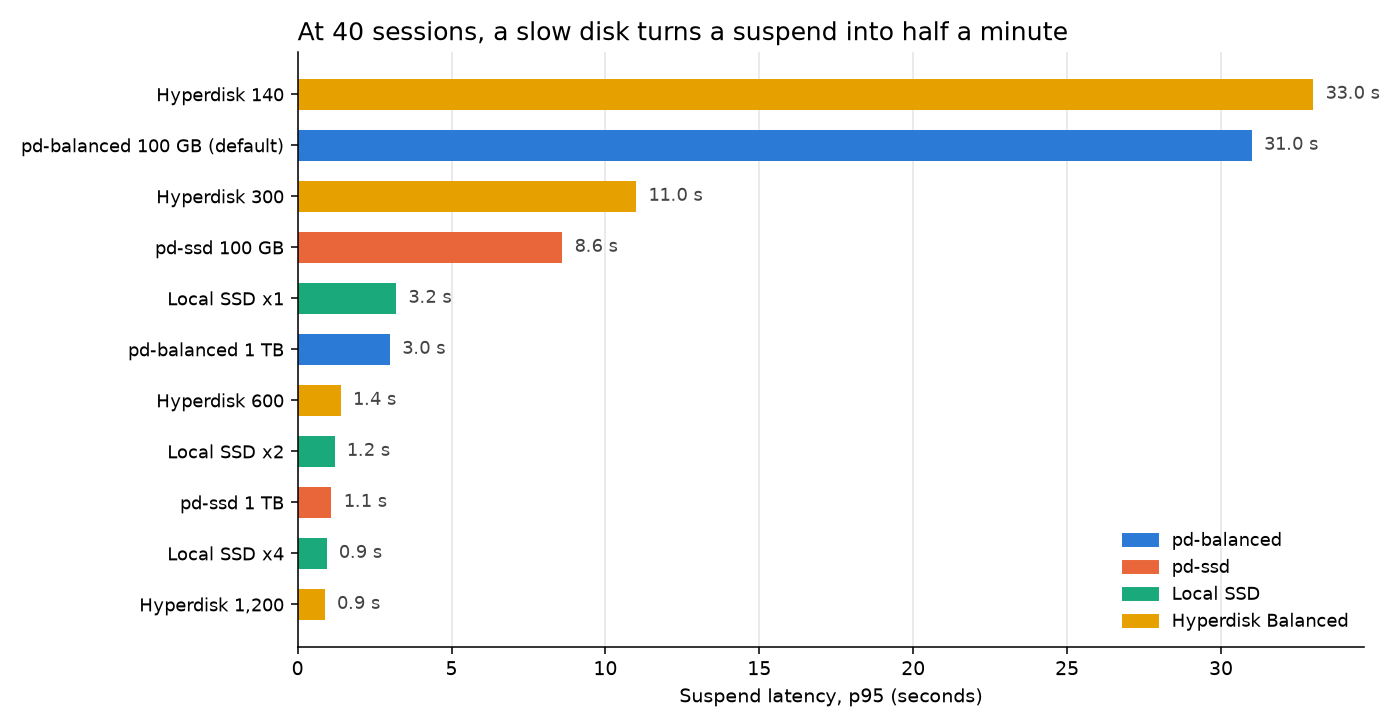 At 40 sessions, a slow disk turns a suspend into half a minute
Hyperdisk 140 33.0 s
pd-balanced 100 GB (default) 31.0 s
Hyperdisk 300 11.0 s
pd-ssd 100 GB 8.6 s
Local SSD x1 3.2 s
pd-balanced 1 TB 3.0 s
Hyperdisk 600 1.4 s
Local SSD x2 1.2 s
pd-ssd 1 TB 1.1 s
Local SSD x4 0.9 s
Hyperdisk 1,200 0.9 s
pd-balanced
pd-ssd
Local SSD
Hyperdisk Balanced
0 5 10 15 20 25 30
Suspend latency, p95 (seconds)